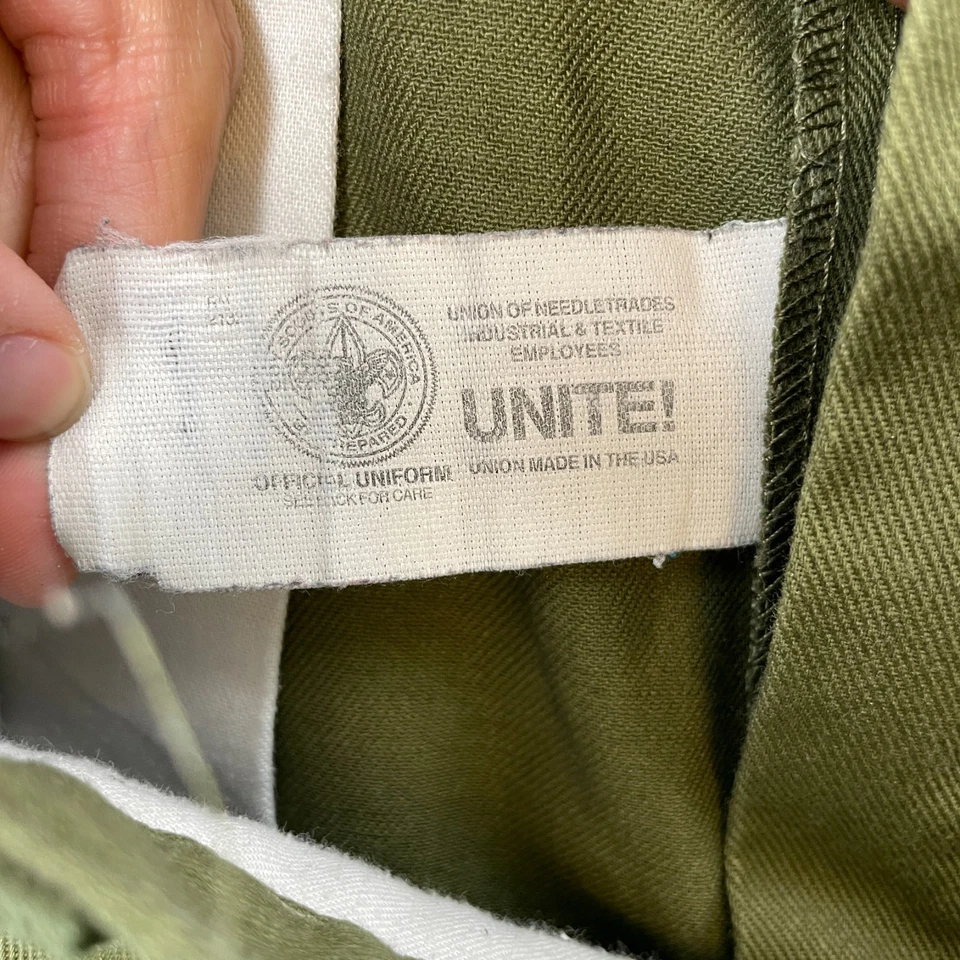 SCOUTS OF AMERICA
BE PREPARED
OFFICIAL UNIFORM
SEE BACK FOR CARE
UNION OF NEEDLETRADES
INDUSTRIAL & TEXTILE
EMPLOYEES
UNITE!
UNION MADE IN THE USA